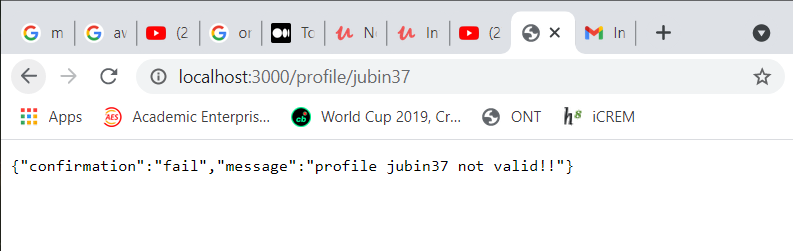 m
av
(2
or
To
No
In
(2
In
localhost:3000/profile/jubin37
Apps
Academic Enterpris...
World Cup 2019, Cr...
ONT
iCREM
{"confirmation":"fail","message":"profile jubin37 not valid!!"}